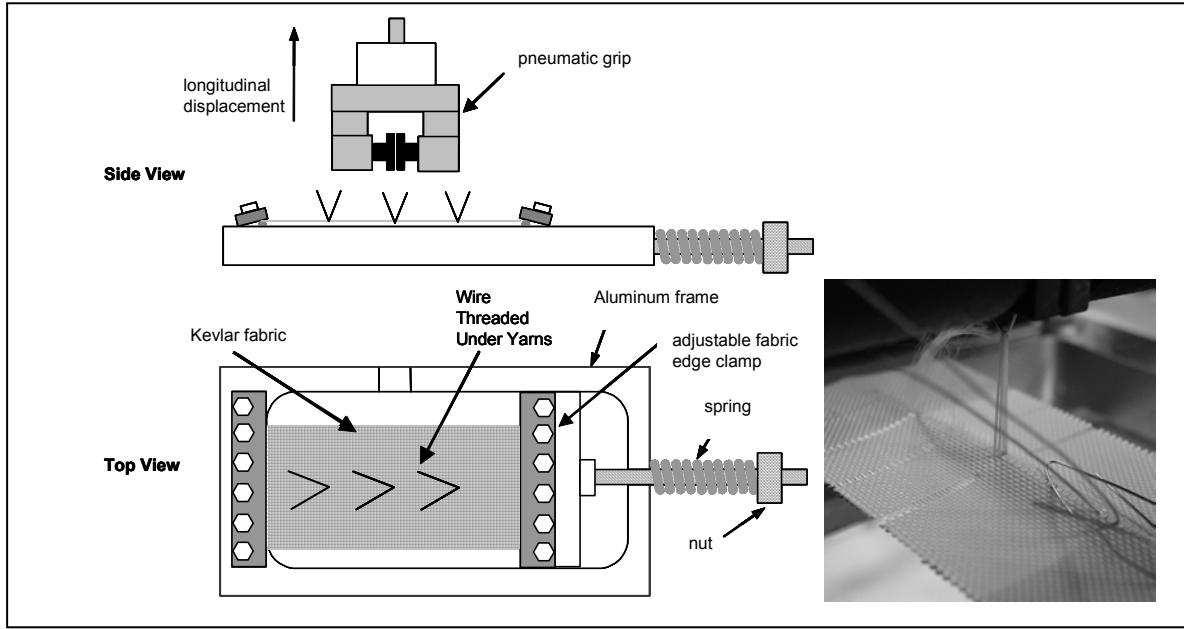 longitudinal
displacement
pneumatic grip
Side View
Wire
Threaded
Under Yarns
Aluminum frame
Kevlar fabric
adjustable fabric
edge clamp
spring
Top View
nut